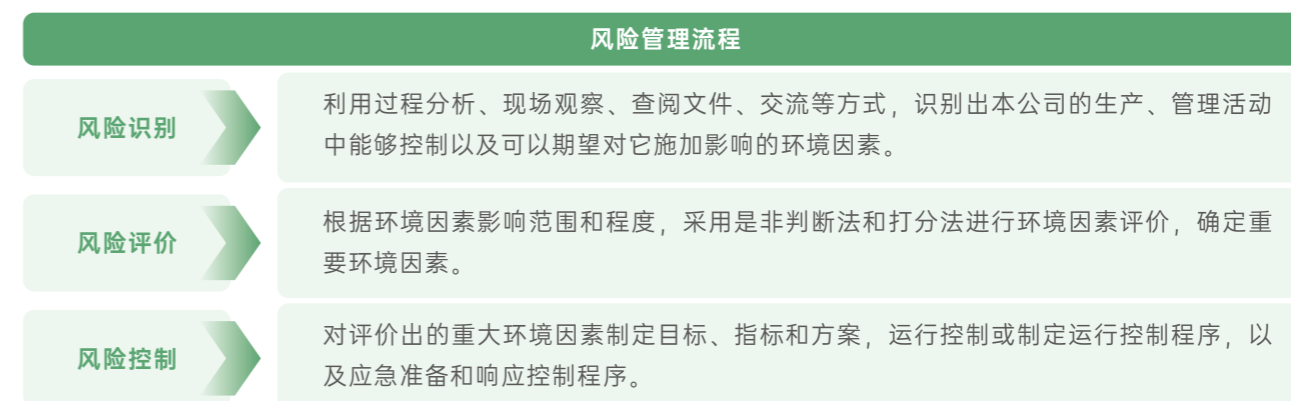 风险管理流程
风险识别
利用过程分析、现场观察、查阅文件、交流等方式，识别出本公司的生产、管理活动
中能够控制以及可以期望对它施加影响的环境因素。
风险评价
根据环境因素影响范围和程度，采用是非判断法和打分法进行环境因素评价，确定重
要环境因素。
风险控制
对评价出的重大环境因素制定目标、指标和方案，运行控制或制定运行控制程序，以
及应急准备和响应控制程序。